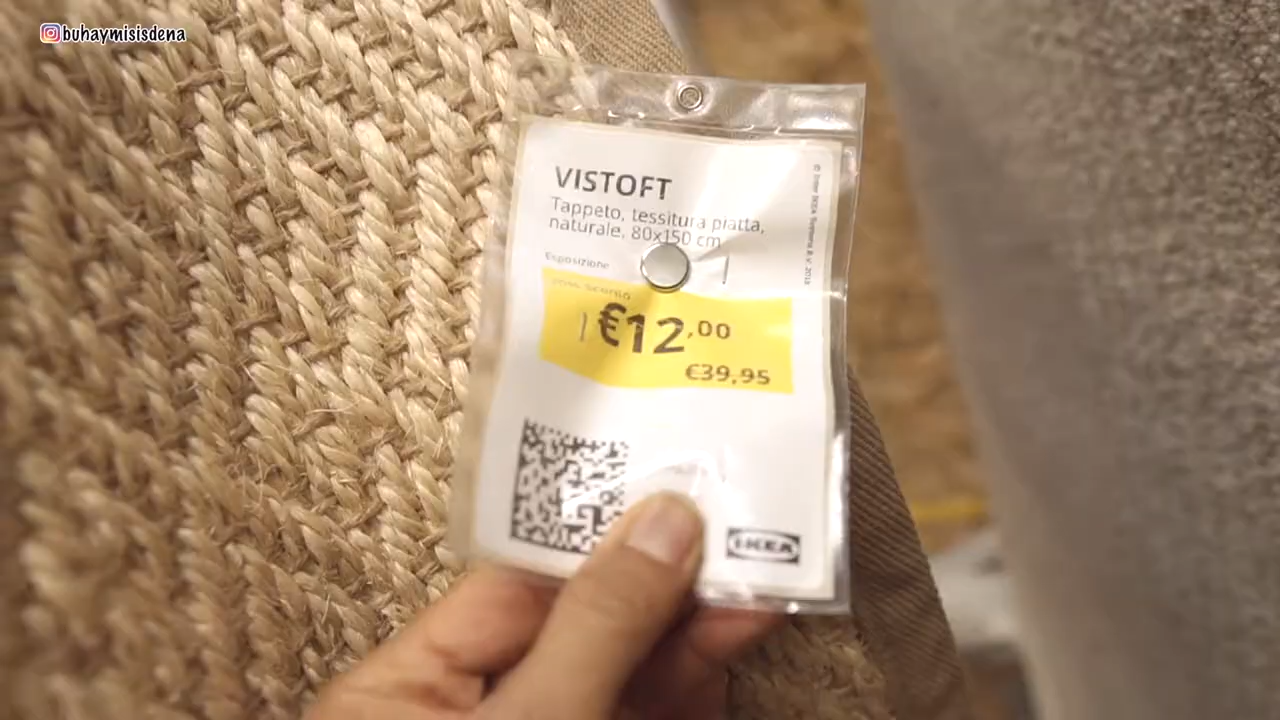 buhaymisisdena
VISTOFT
Tappeto, tessitura piatta,
naturale, 80x150 cm
Esposizione
€12,00
€39,95
IKEA